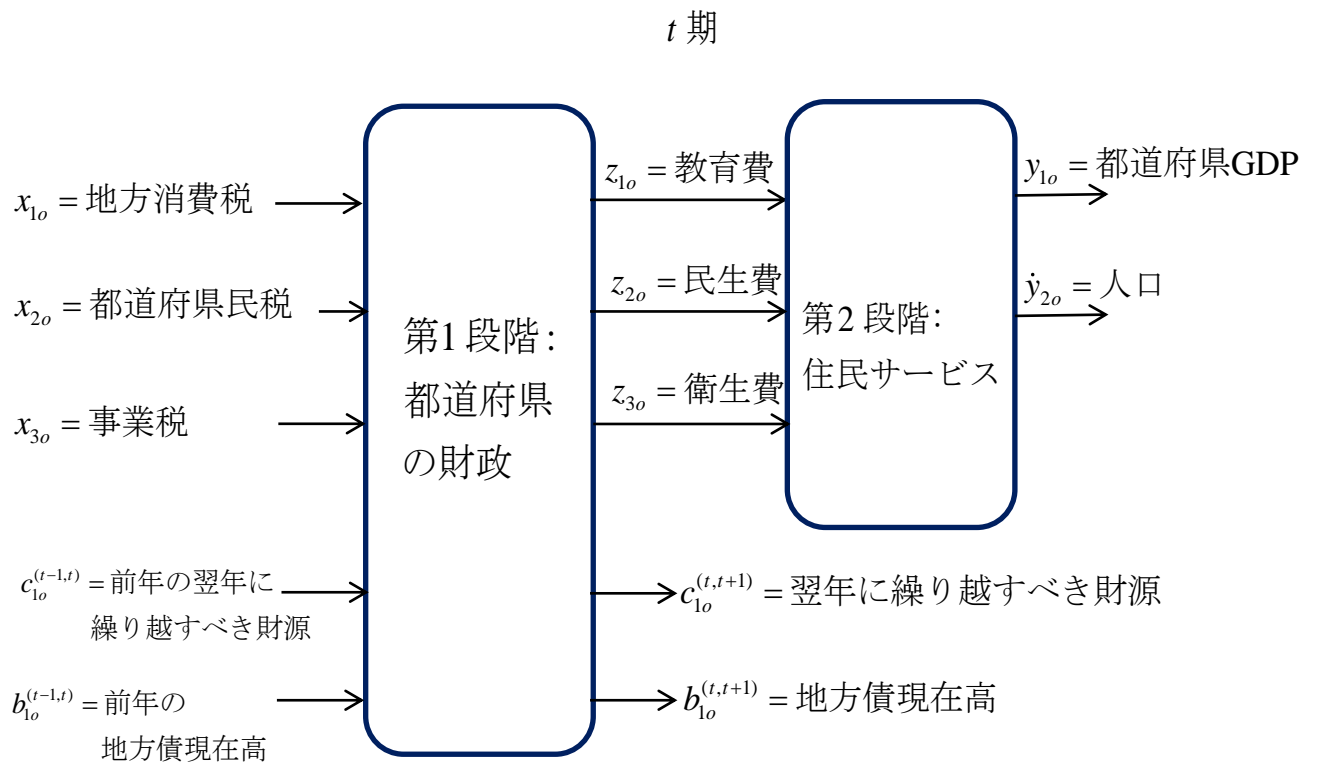 t 期
x₁ₒ = 地方消費税
x₂ₒ = 都道府県民税
x₃ₒ = 事業税
c₁ₒ^(t−1,t) = 前年の翌年に
繰り越すべき財源
b₁ₒ^(t−1,t) = 前年の
地方債現在高
第1 段階:
都道府県
の財政
z₁ₒ = 教育費
z₂ₒ = 民生費
z₃ₒ = 衛生費
c₁ₒ^(t,t+1) = 翌年に繰り越すべき財源
b₁ₒ^(t,t+1) = 地方債現在高
第2 段階:
住民サービス
y₁ₒ = 都道府県GDP
ẏ₂ₒ = 人口